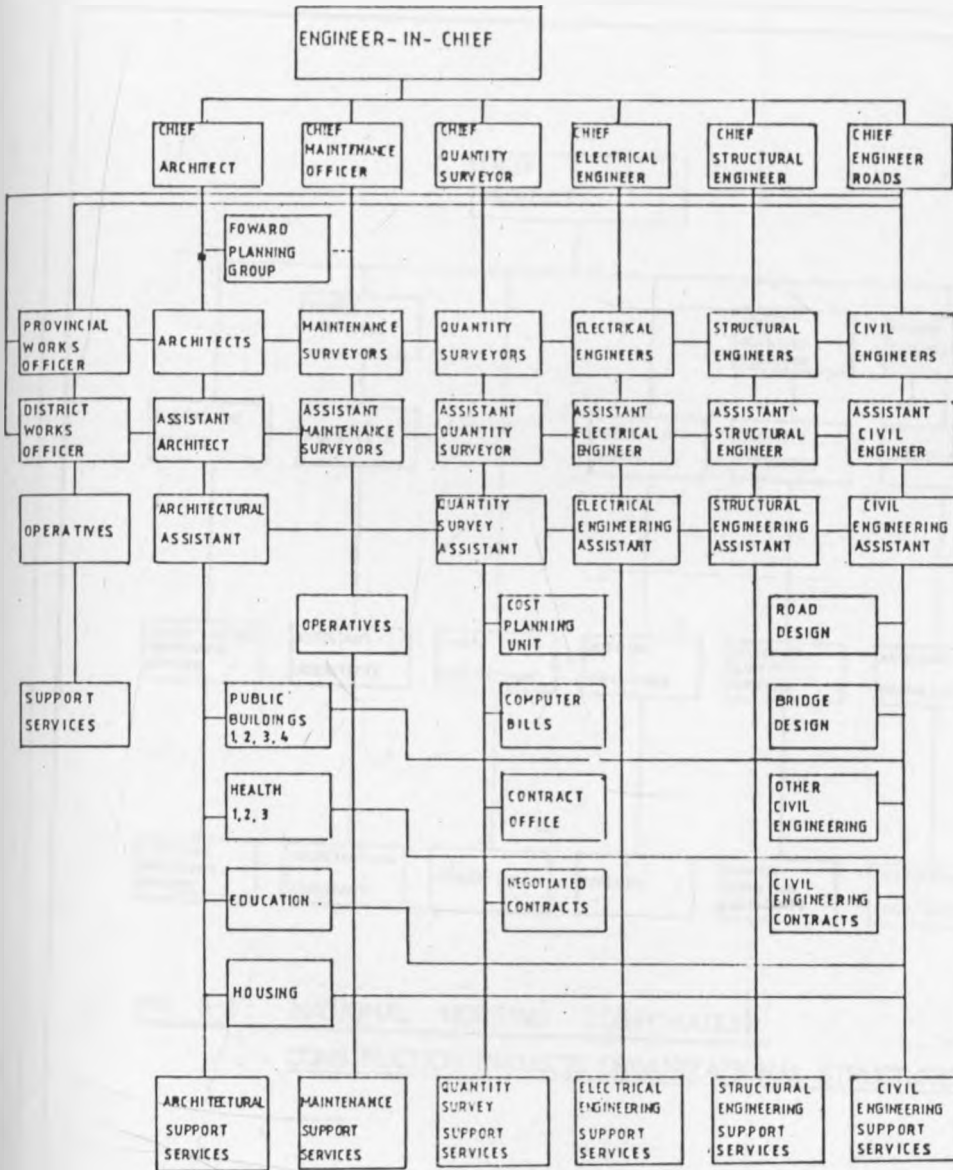 ENGINEER-IN-CHIEF
CHIEF
ARCHITECT
CHIEF
MAINTENANCE
OFFICER
CHIEF
QUANTITY
SURVEYOR
CHIEF
ELECTRICAL
ENGINEER
CHIEF
STRUCTURAL
ENGINEER
CHIEF
ENGINEER
ROADS
FOWARD
PLANNING
GROUP
PROVINCIAL
WORKS
OFFICER
ARCHITECTS
MAINTENANCE
SURVEYORS
QUANTITY
SURVEYORS
ELECTRICAL
ENGINEERS
STRUCTURAL
ENGINEERS
CIVIL
ENGINEERS
DISTRICT
WORKS
OFFICER
ASSISTANT
ARCHITECT
ASSISTANT
MAINTENANCE
SURVEYORS
ASSISTANT
QUANTITY
SURVEYOR
ASSISTANT
ELECTRICAL
ENGINEER
ASSISTANT
STRUCTURAL
ENGINEER
ASSISTANT
CIVIL
ENGINEER
OPERATIVES
ARCHITECTURAL
ASSISTANT
QUANTITY
SURVEY
ASSISTANT
ELECTRICAL
ENGINEERING
ASSISTANT
STRUCTURAL
ENGINEERING
ASSISTANT
CIVIL
ENGINEERING
ASSISTANT
OPERATIVES
COST
PLANNING
UNIT
ROAD
DESIGN
SUPPORT
SERVICES
PUBLIC
BUILDINGS
1, 2, 3, 4
COMPUTER
BILLS
BRIDGE
DESIGN
HEALTH
1, 2, 3
CONTRACT
OFFICE
OTHER
CIVIL
ENGINEERING
EDUCATION
NEGOTIATED
CONTRACTS
CIVIL
ENGINEERING
CONTRACTS
HOUSING
ARCHITECTURAL
SUPPORT
SERVICES
MAINTENANCE
SUPPORT
SERVICES
QUANTITY
SURVEY
SUPPORT
SERVICES
ELECTRICAL
ENGINEERING
SUPPORT
SERVICES
STRUCTURAL
ENGINEERING
SUPPORT
SERVICES
CIVIL
ENGINEERING
SUPPORT
SERVICES